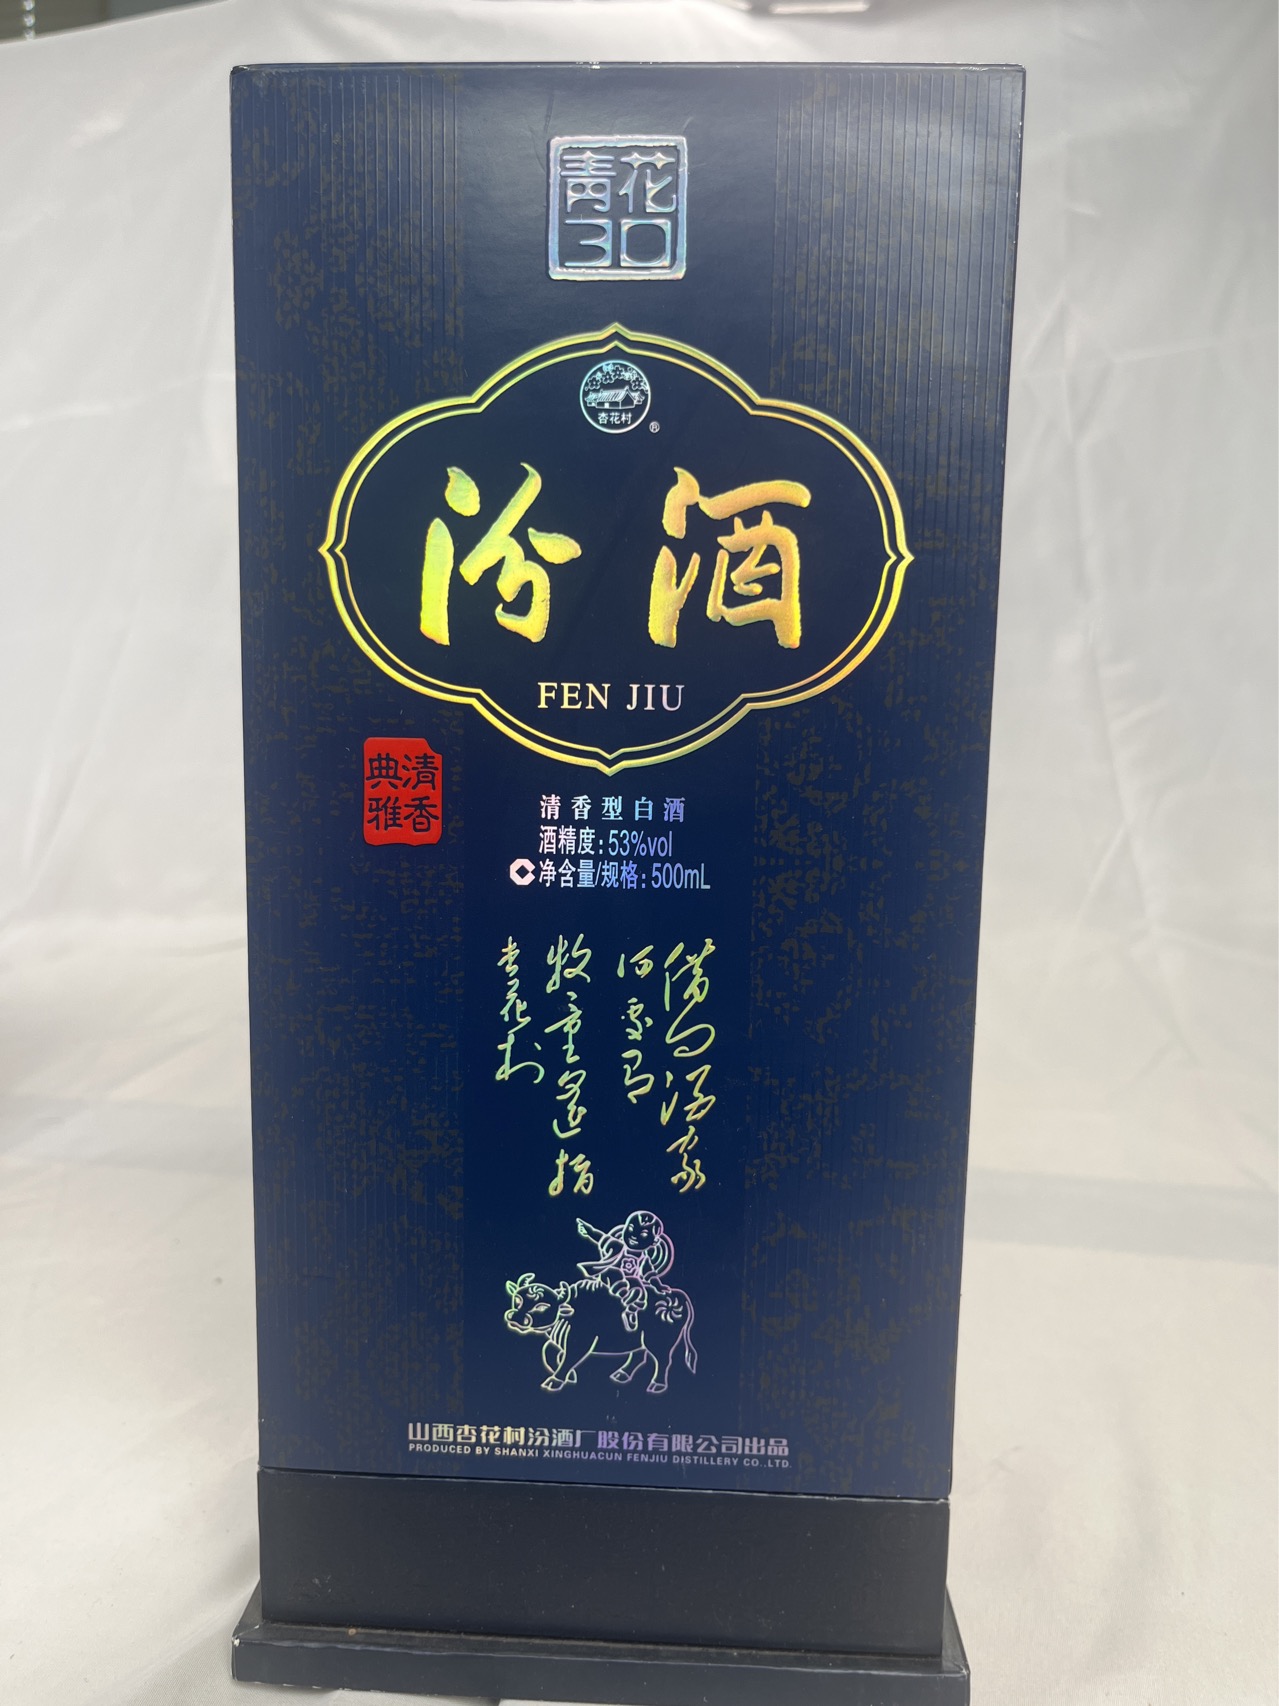 青花
30
杏花村
®
汾酒
FEN JIU
清香
典雅
清香型白酒
酒精度:53%vol
净含量/规格:500mL
借问酒家
何处有
牧童遥指
杏花村
山西杏花村汾酒厂股份有限公司出品
PRODUCED BY SHANXI XINGHUACUN FENJIU DISTILLERY CO.,LTD.